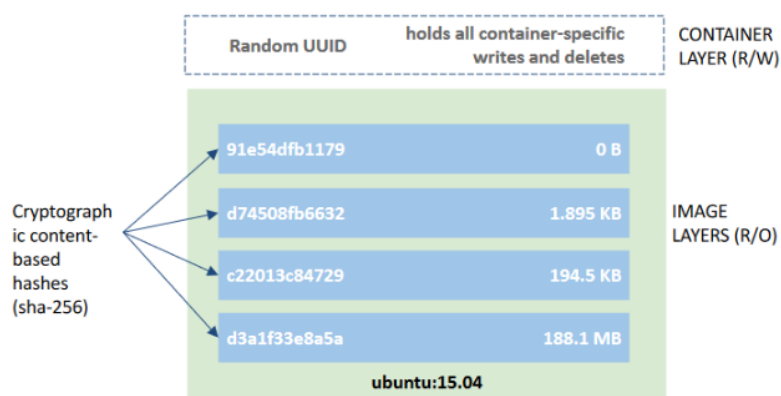 Random UUID
holds all container-specific
writes and deletes
CONTAINER
LAYER (R/W)
91e54dfb1179 0 B
d74508fb6632 1.895 KB
c22013c84729 194.5 KB
d3a1f33e8a5a 188.1 MB
Cryptograph
ic content-
based
hashes
(sha-256)
IMAGE
LAYERS (R/O)
ubuntu:15.04